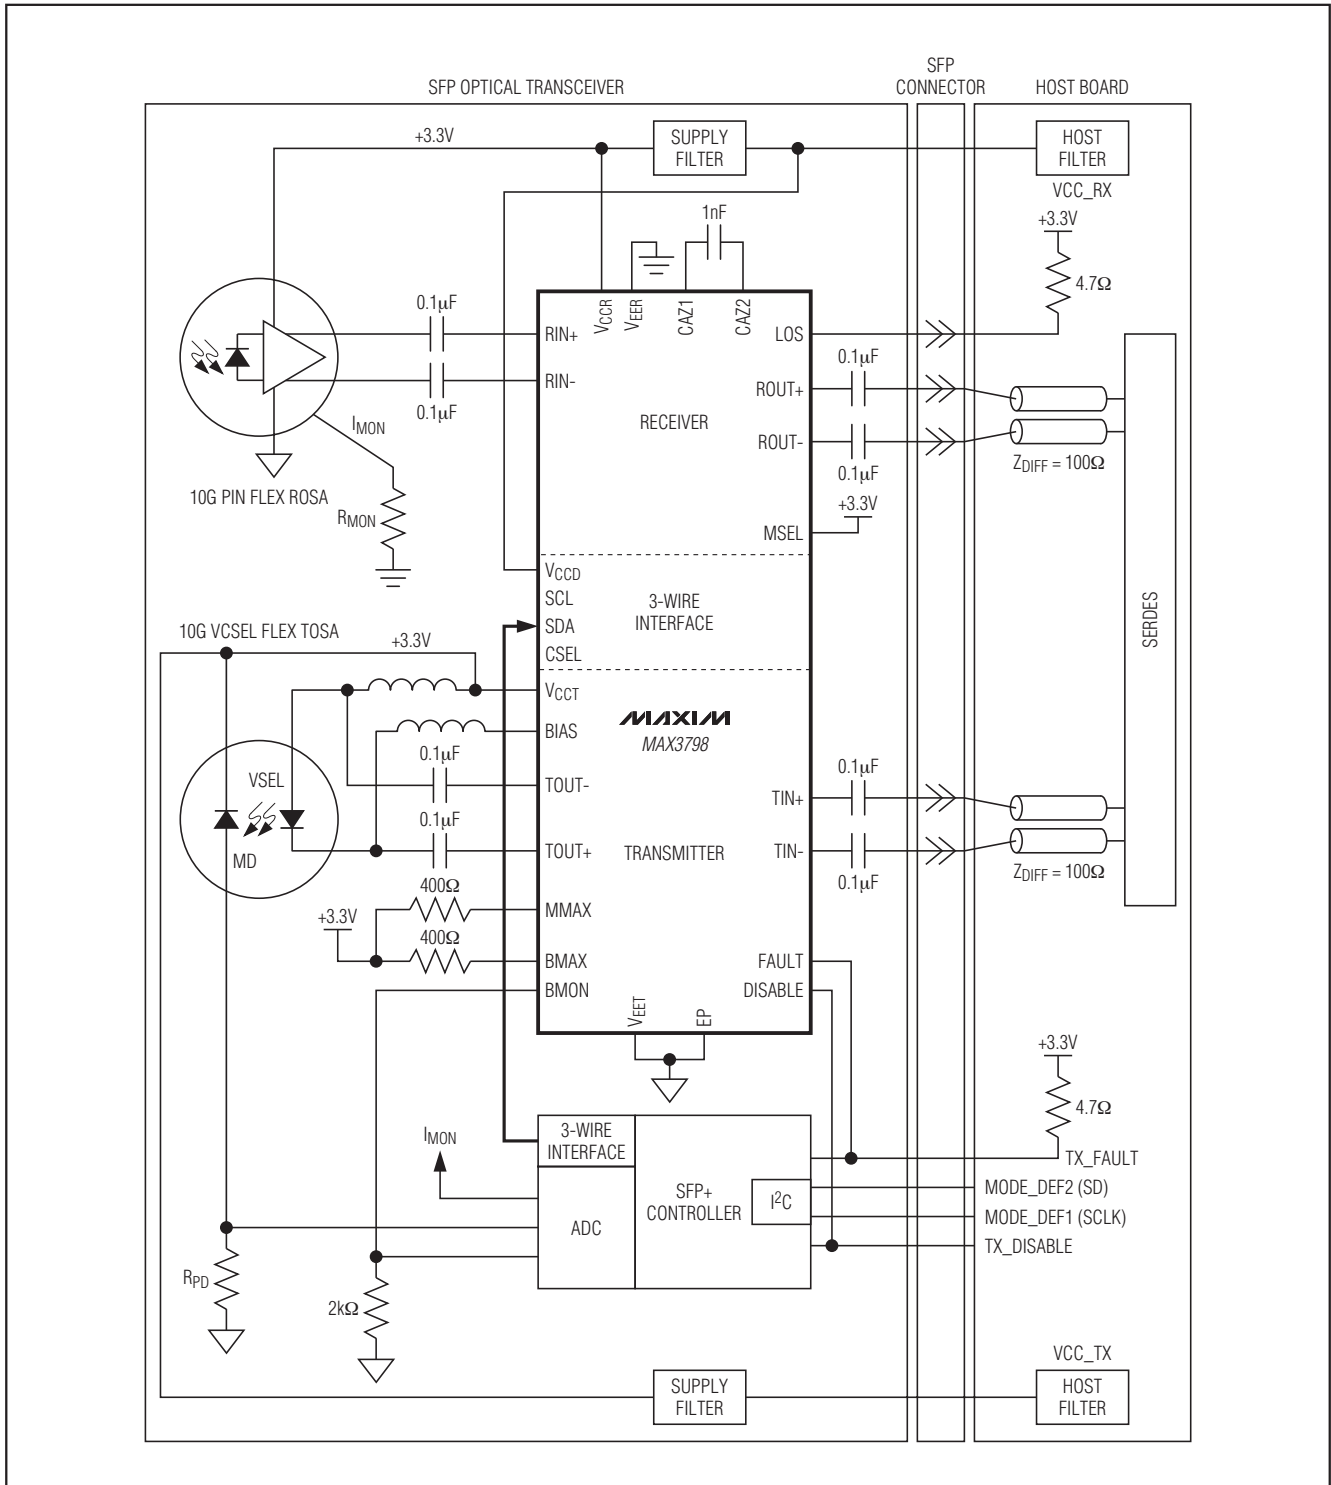 SFP OPTICAL TRANSCEIVER
SFP
CONNECTOR
HOST BOARD
+3.3V
SUPPLY
FILTER
HOST
FILTER
VCC_RX
+3.3V
4.7Ω
1nF
VCCR
VEER
CAZ1
CAZ2
0.1μF
RIN+
LOS
0.1μF
RIN-
ROUT+
0.1μF
RECEIVER
IMON
ROUT-
0.1μF
ZDIFF = 100Ω
10G PIN FLEX ROSA
RMON
+3.3V
MSEL
VCCD
SCL
SDA
CSEL
3-WIRE
INTERFACE
SERDES
10G VCSEL FLEX TOSA
+3.3V
VCCT
MAXIM
MAX3798
BIAS
0.1μF
VSEL
TOUT-
0.1μF
TIN+
0.1μF
MD
TOUT+
TRANSMITTER
TIN-
0.1μF
ZDIFF = 100Ω
400Ω
+3.3V
MMAX
400Ω
BMAX
FAULT
BMON
DISABLE
VEET
EP
+3.3V
4.7Ω
IMON
3-WIRE
INTERFACE
TX_FAULT
SFP+
CONTROLLER
I2C
MODE_DEF2 (SD)
MODE_DEF1 (SCLK)
ADC
TX_DISABLE
RPD
2kΩ
VCC_TX
SUPPLY
FILTER
HOST
FILTER